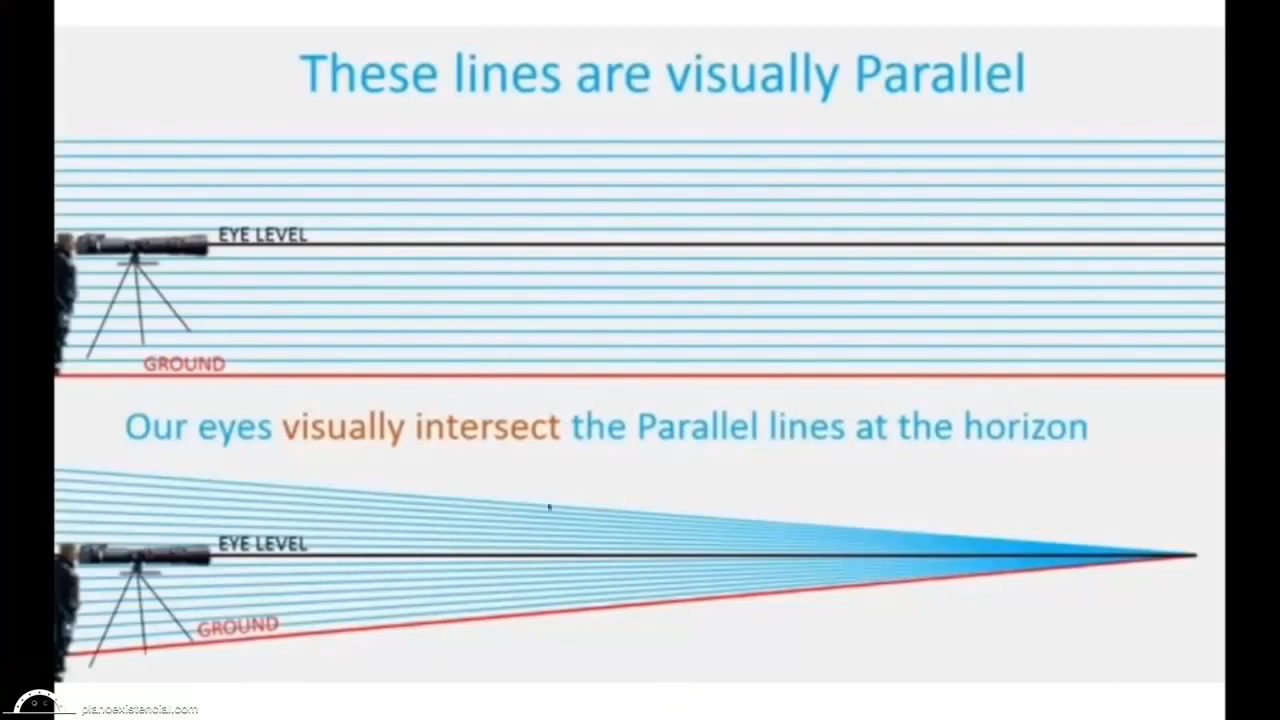 These lines are visually Parallel
EYE LEVEL
GROUND
Our eyes visually intersect the Parallel lines at the horizon
EYE LEVEL
GROUND
planoexistencial.com